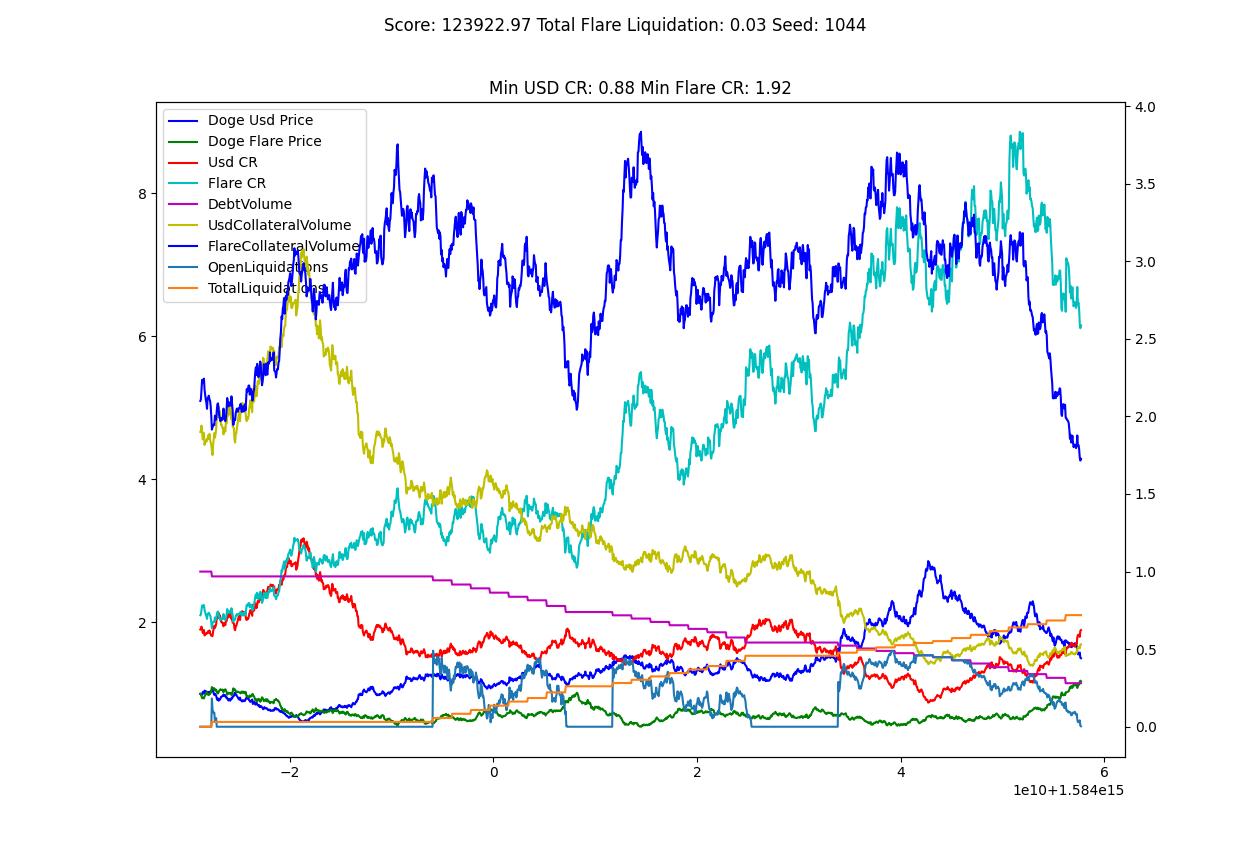 Score: 123922.97 Total Flare Liquidation: 0.03 Seed: 1044
Min USD CR: 0.88 Min Flare CR: 1.92
Doge Usd Price
Doge Flare Price
Usd CR
Flare CR
DebtVolume
UsdCollateralVolume
FlareCollateralVolume
OpenLiquidations
TotalLiquidations
8
6
4
2
4.0
3.5
3.0
2.5
2.0
1.5
1.0
0.5
0.0
−2
0
2
4
6
1e10+1.584e15